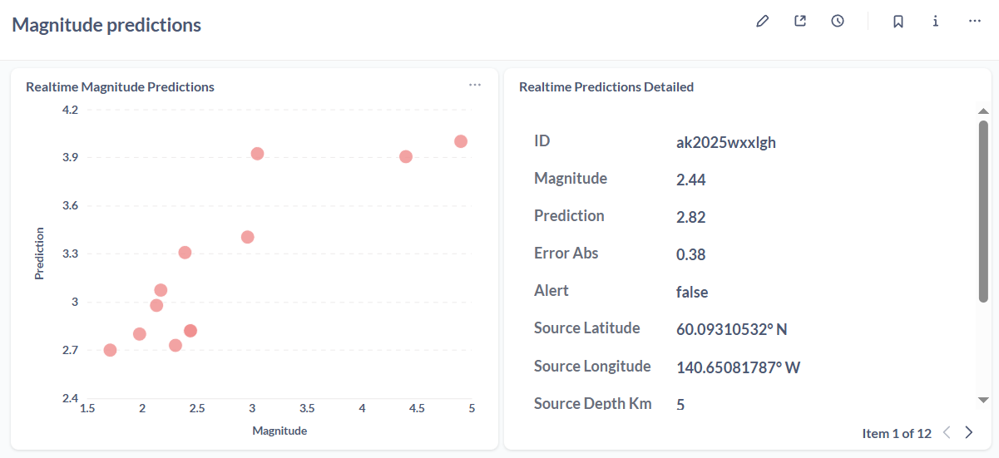 Magnitude predictions
Realtime Magnitude Predictions
4.2
3.9
3.6
3.3
3
2.7
2.4
Prediction
1.5 2 2.5 3 3.5 4 4.5 5
Magnitude
Realtime Predictions Detailed
ID ak2025wxxlgh
Magnitude 2.44
Prediction 2.82
Error Abs 0.38
Alert false
Source Latitude 60.09310532° N
Source Longitude 140.65081787° W
Source Depth Km 5
Item 1 of 12